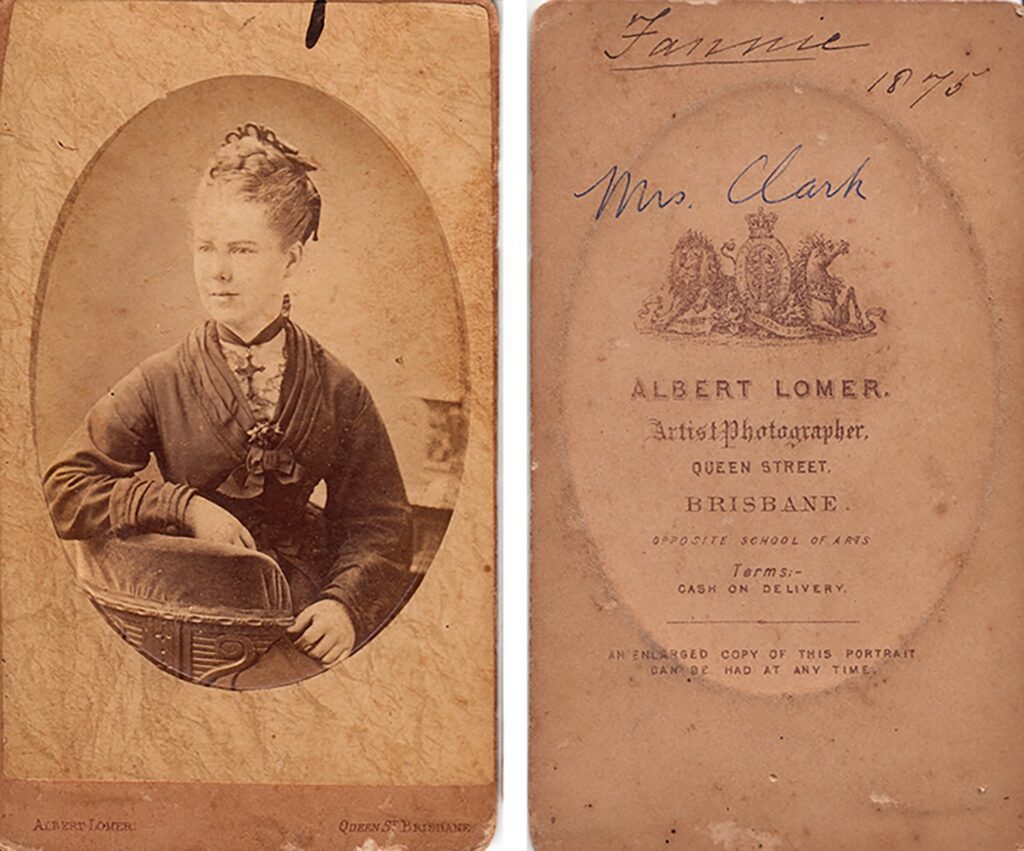 ALBERT LOMER. QUEEN ST BRISBANE.
Fannie
1875
Mrs. Clark
ALBERT LOMER.
Artist Photographer,
QUEEN STREET,
BRISBANE.
OPPOSITE SCHOOL OF ARTS
Terms:-
CASH ON DELIVERY.
AN ENLARGED COPY OF THIS PORTRAIT
CAN BE HAD AT ANY TIME.